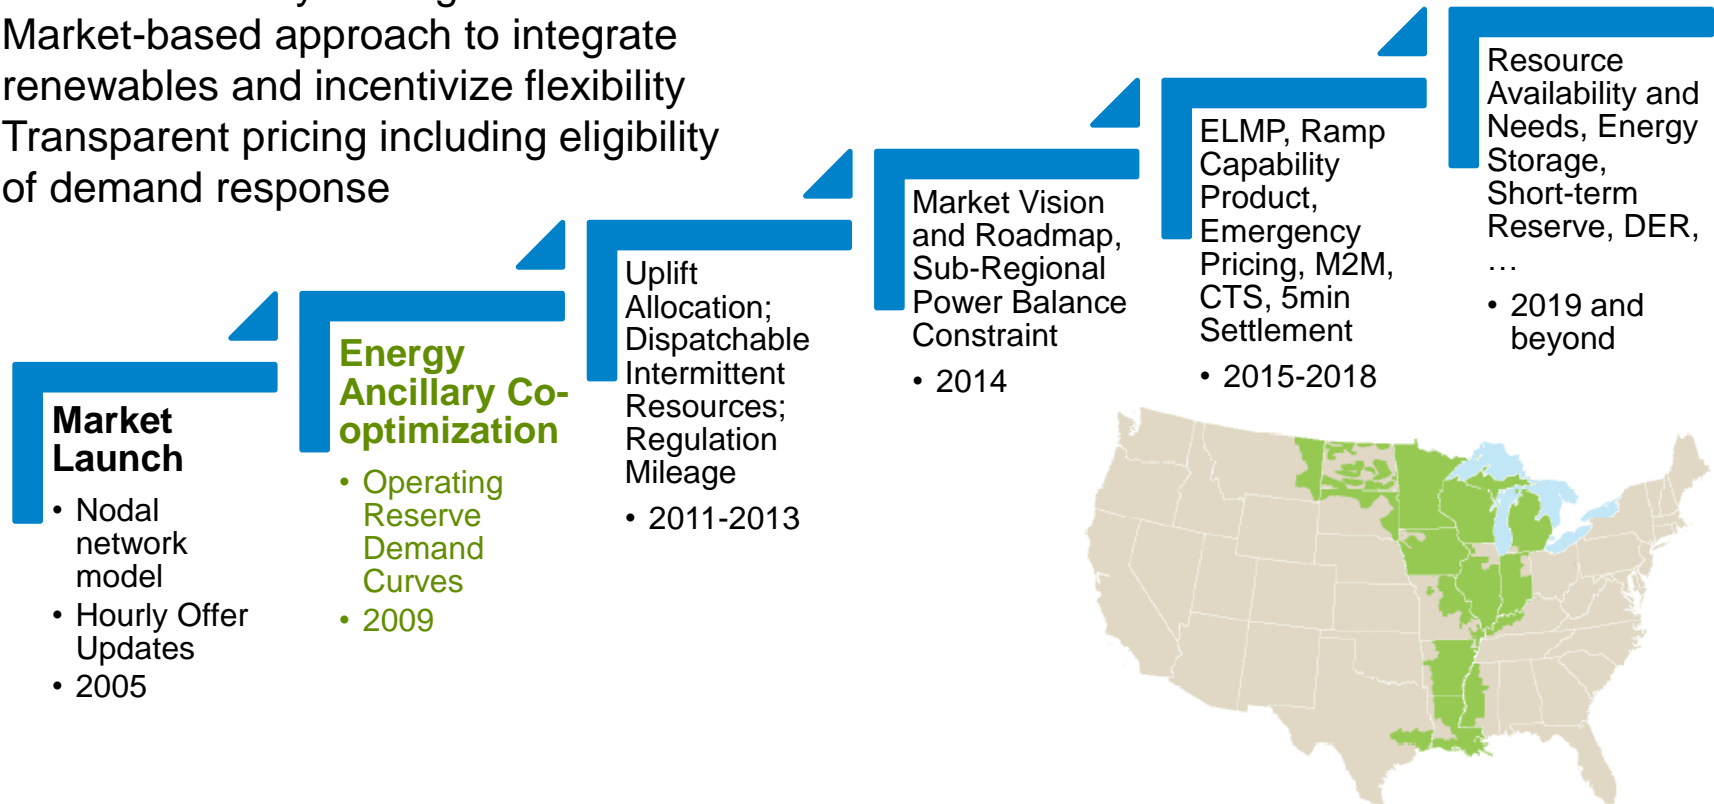 Market-based approach to integrate
renewables and incentivize flexibility
Transparent pricing including eligibility
of demand response
Market
Launch
• Nodal
network
model
• Hourly Offer
Updates
• 2005
Energy
Ancillary Co-
optimization
• Operating
Reserve
Demand
Curves
• 2009
Uplift
Allocation;
Dispatchable
Intermittent
Resources;
Regulation
Mileage
• 2011-2013
Market Vision
and Roadmap,
Sub-Regional
Power Balance
Constraint
• 2014
ELMP, Ramp
Capability
Product,
Emergency
Pricing, M2M,
CTS, 5min
Settlement
• 2015-2018
Resource
Availability and
Needs, Energy
Storage,
Short-term
Reserve, DER,
…
• 2019 and
beyond